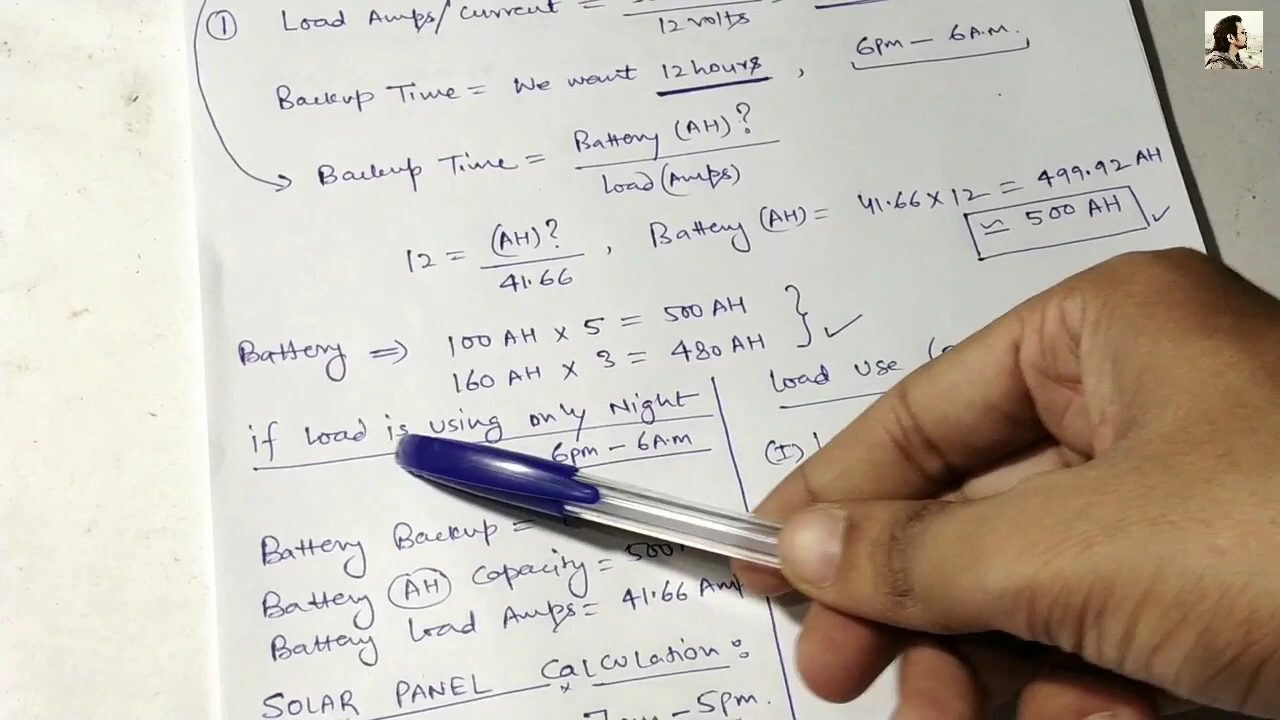 ① Load Amps/current =
12 volts
Backup Time = We want 12 hours, 6pm — 6A.M.
Backup Time = Battery (AH)? / Load (Amps)
12 = (AH)? / 41.66 , Battery (AH) = 41.66 × 12 = 499.92 AH
≃ 500 AH
Battery ⇒ 100 AH × 5 = 500 AH
160 AH × 3 = 480 AH
if Load is using only Night
6pm – 6A.M
Load Use
(I)
Battery Backup =
Battery (AH) Capacity = 500
Battery Load Amps = 41.66 Amp
SOLAR PANEL CalCulation:
– 5pm.